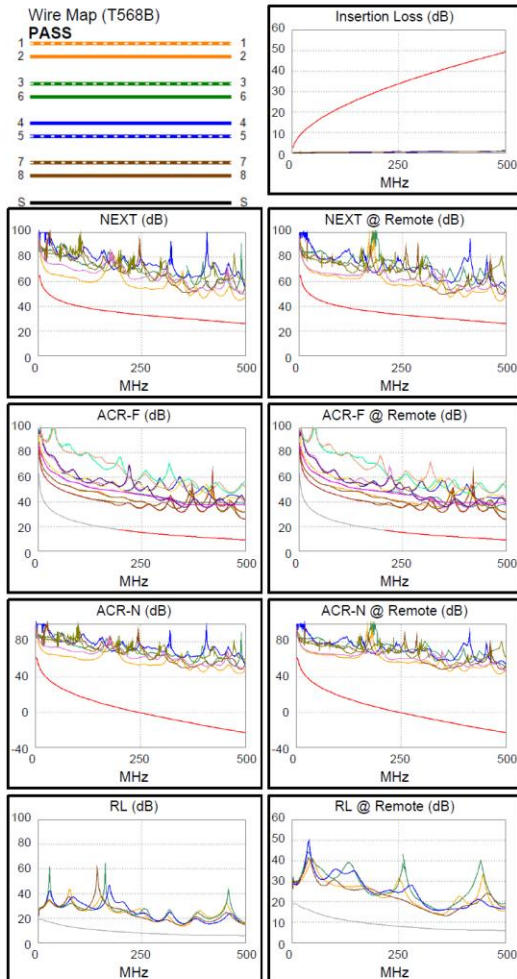 Wire Map (T568B)
PASS
1 1
2 2
3 3
6 6
4 4
5 5
7 7
8 8
S S
Insertion Loss (dB)
60
50
40
30
20
10
0
0 250 500
MHz
NEXT (dB)
100
80
60
40
20
0
0 250 500
MHz
NEXT @ Remote (dB)
100
80
60
40
20
0
0 250 500
MHz
ACR-F (dB)
100
80
60
40
20
0
0 250 500
MHz
ACR-F @ Remote (dB)
100
80
60
40
20
0
0 250 500
MHz
ACR-N (dB)
80
40
0
-40
0 250 500
MHz
ACR-N @ Remote (dB)
80
40
0
-40
0 250 500
MHz
RL (dB)
100
80
60
40
20
0
0 250 500
MHz
RL @ Remote (dB)
60
50
40
30
20
10
0
0 250 500
MHz